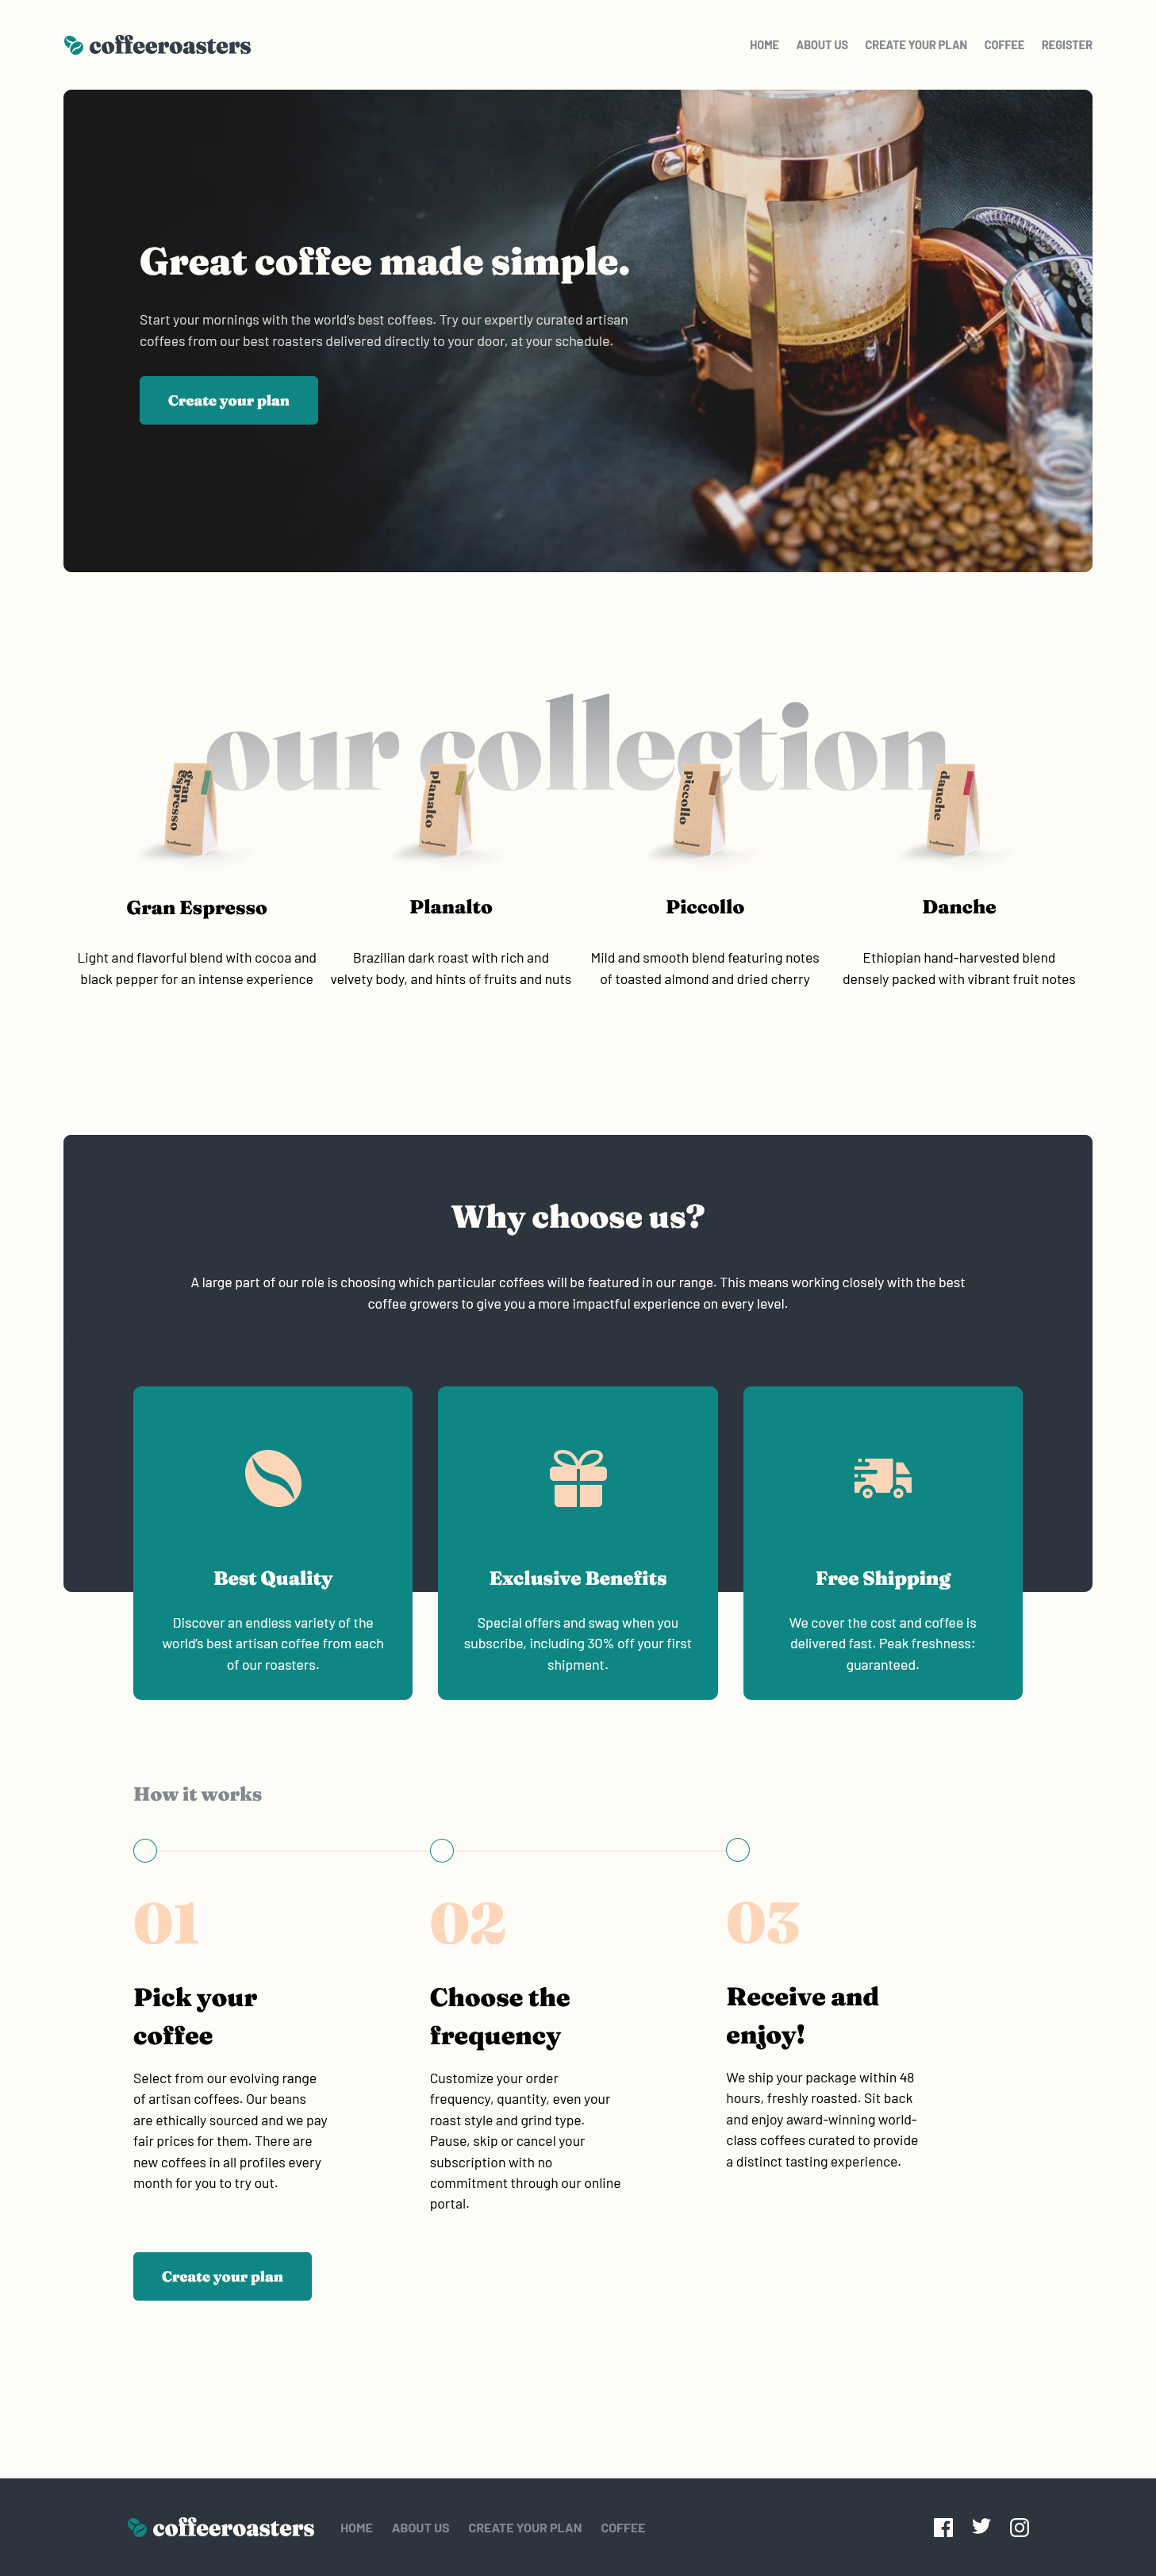 coffeeroasters
HOME ABOUT US CREATE YOUR PLAN COFFEE REGISTER
Great coffee made simple.
Start your mornings with the world’s best coffees. Try our expertly curated artisan
coffees from our best roasters delivered directly to your door, at your schedule.
Create your plan
our collection
gran
espresso
planalto
piccollo
danche
Gran Espresso
Light and flavorful blend with cocoa and
black pepper for an intense experience
Planalto
Brazilian dark roast with rich and
velvety body, and hints of fruits and nuts
Piccollo
Mild and smooth blend featuring notes
of toasted almond and dried cherry
Danche
Ethiopian hand-harvested blend
densely packed with vibrant fruit notes
Why choose us?
A large part of our role is choosing which particular coffees will be featured in our range. This means working closely with the best
coffee growers to give you a more impactful experience on every level.
Best Quality
Discover an endless variety of the
world’s best artisan coffee from each
of our roasters.
Exclusive Benefits
Special offers and swag when you
subscribe, including 30% off your first
shipment.
Free Shipping
We cover the cost and coffee is
delivered fast. Peak freshness:
guaranteed.
How it works
01
Pick your
coffee
Select from our evolving range
of artisan coffees. Our beans
are ethically sourced and we pay
fair prices for them. There are
new coffees in all profiles every
month for you to try out.
02
Choose the
frequency
Customize your order
frequency, quantity, even your
roast style and grind type.
Pause, skip or cancel your
subscription with no
commitment through our online
portal.
03
Receive and
enjoy!
We ship your package within 48
hours, freshly roasted. Sit back
and enjoy award-winning world-
class coffees curated to provide
a distinct tasting experience.
Create your plan
coffeeroasters
HOME ABOUT US CREATE YOUR PLAN COFFEE